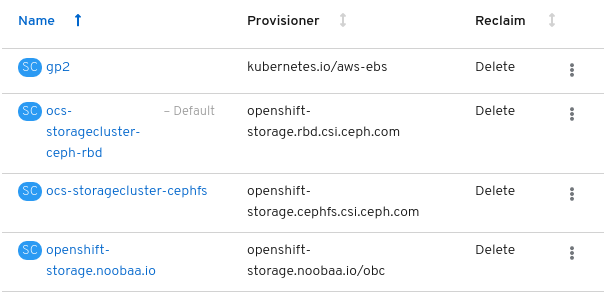 Name Provisioner Reclaim
SC gp2 kubernetes.io/aws-ebs Delete
SC ocs- – Default openshift- Delete
storagecluster- storage.rbd.csi.ceph.com
ceph-rbd
SC ocs-storagecluster-cephfs openshift- Delete
storage.cephfs.csi.ceph.com
SC openshift- openshift- Delete
storage.noobaa.io storage.noobaa.io/obc